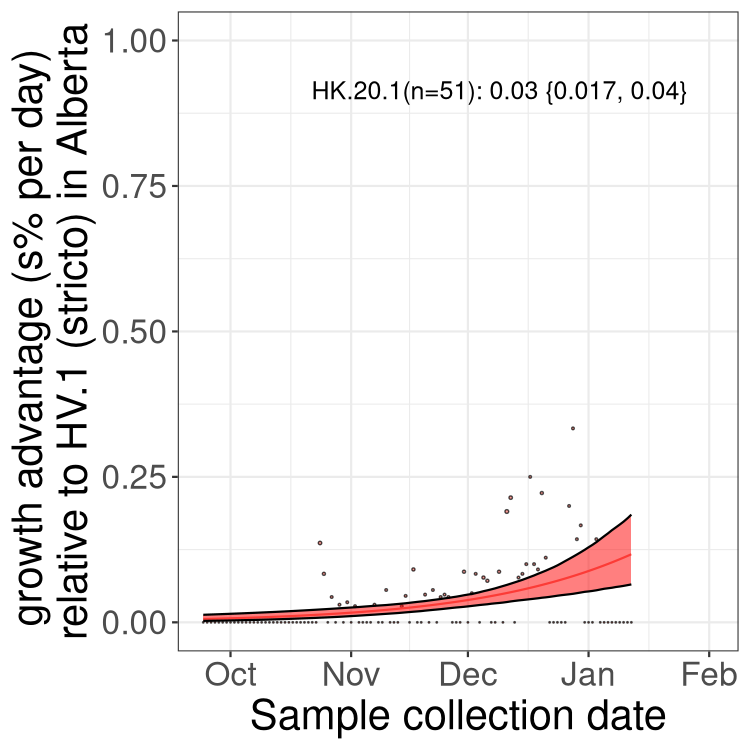 growth advantage (s% per day)
relative to HV.1 (stricto) in Alberta
1.00
0.75
0.50
0.25
0.00
HK.20.1(n=51): 0.03 {0.017, 0.04}
Oct Nov Dec Jan Feb
Sample collection date